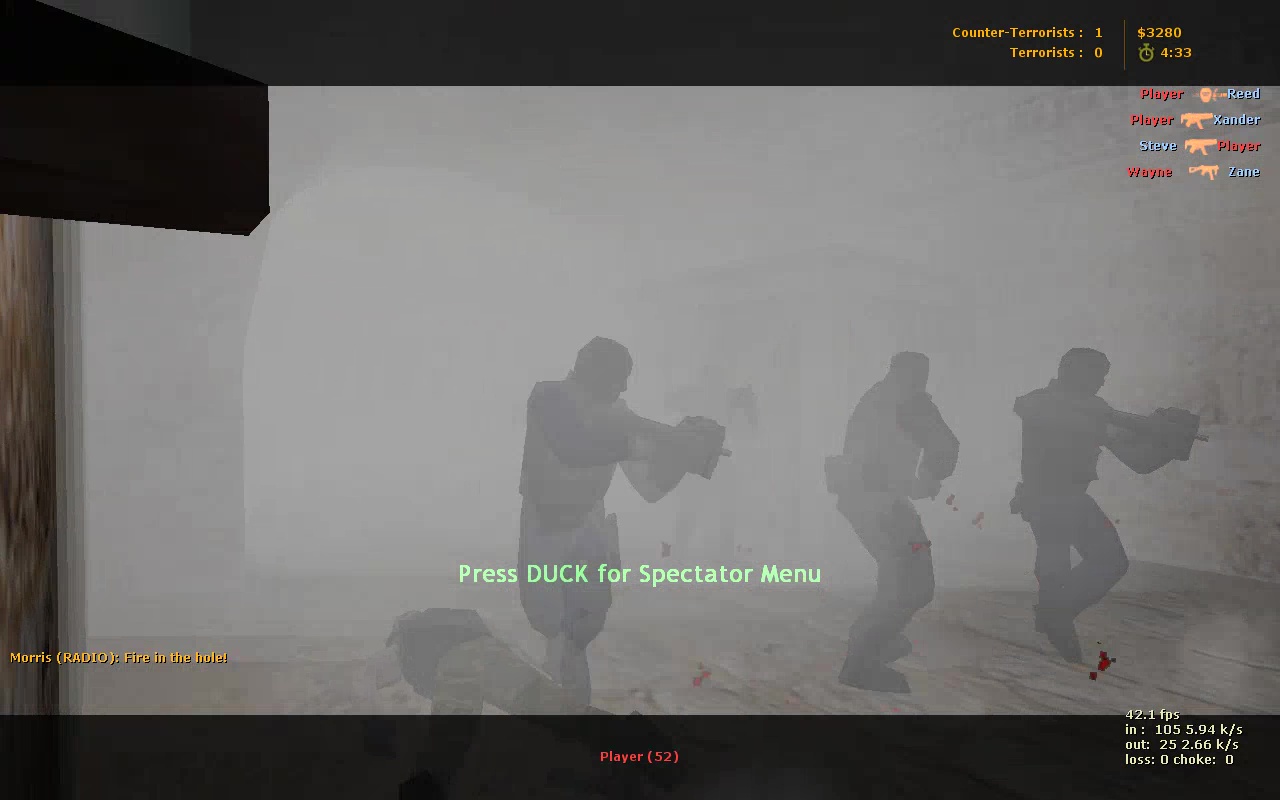 Counter-Terrorists : 1 $3280
Terrorists : 0 4:33
Player Reed
Player Xander
Steve Player
Wayne Zane
Press DUCK for Spectator Menu
Morris (RADIO): Fire in the hole!
42.1 fps
in : 105 5.94 k/s
out: 25 2.66 k/s
loss: 0 choke: 0
Player (52)